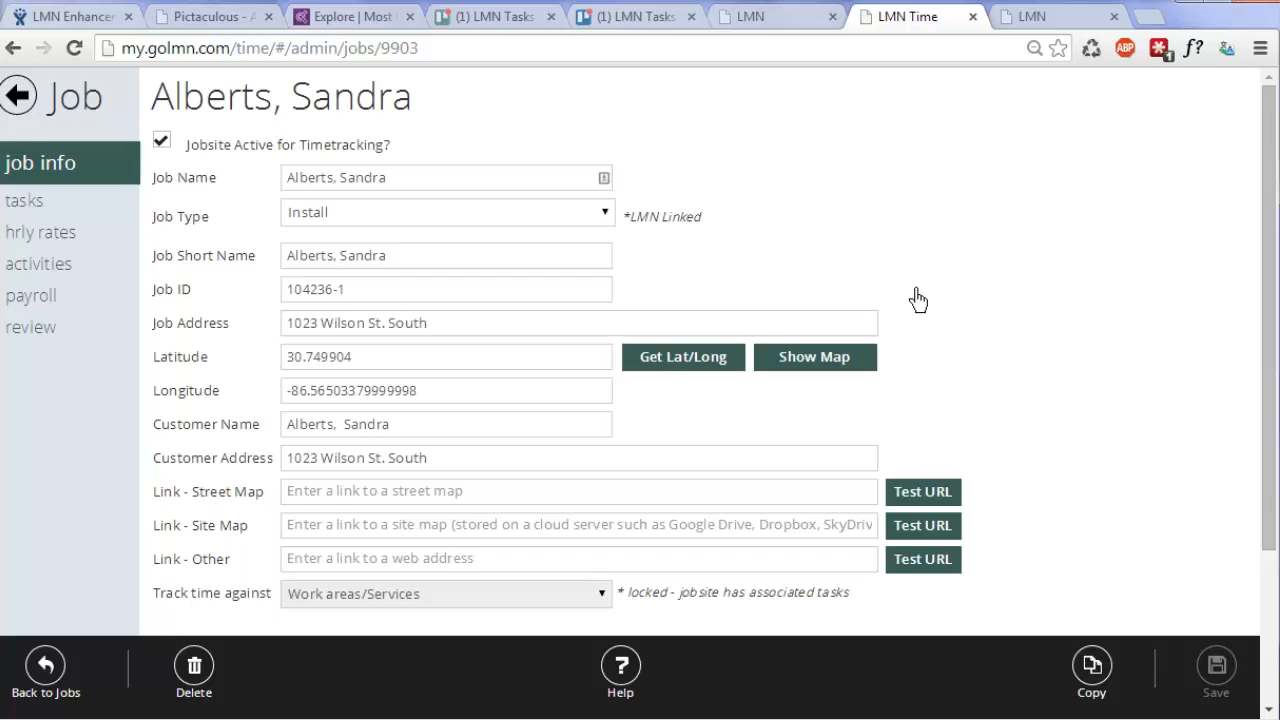 LMN Enhancer
Pictaculous - A
Explore | Most
(1) LMN Tasks
(1) LMN Tasks
LMN
LMN Time
LMN
my.golmn.com/time/#/admin/jobs/9903
ABP
1
f?
Job
Alberts, Sandra
Jobsite Active for Timetracking?
job info
tasks
hrly rates
activities
payroll
review
Job Name Alberts, Sandra
Job Type Install *LMN Linked
Job Short Name Alberts, Sandra
Job ID 104236-1
Job Address 1023 Wilson St. South
Latitude 30.749904 Get Lat/Long Show Map
Longitude -86.56503379999998
Customer Name Alberts, Sandra
Customer Address 1023 Wilson St. South
Link - Street Map Enter a link to a street map Test URL
Link - Site Map Enter a link to a site map (stored on a cloud server such as Google Drive, Dropbox, SkyDriv Test URL
Link - Other Enter a link to a web address Test URL
Track time against Work areas/Services * locked - jobsite has associated tasks
Back to Jobs
Delete
?
Help
Copy
Save